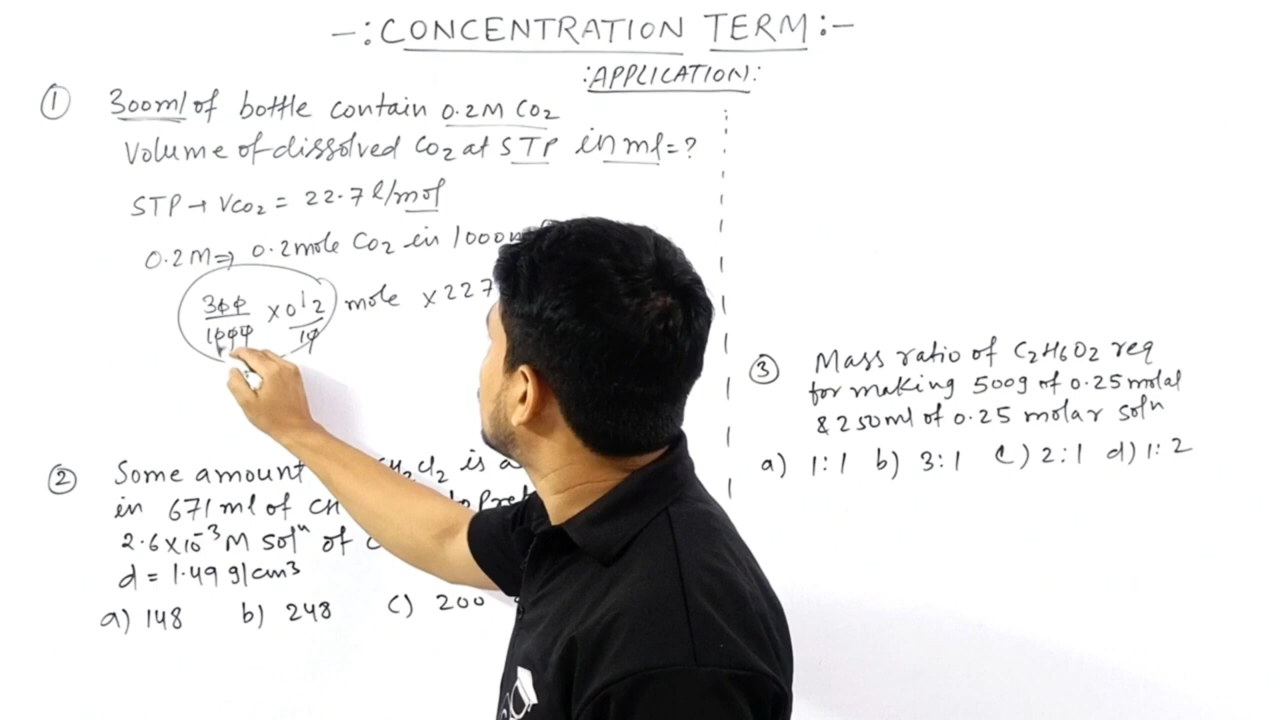 -: CONCENTRATION TERM :-
: APPLICATION :
① 300ml of bottle contain 0.2M CO2
Volume of dissolved CO2 at STP in ml = ?
STP → VCO2 = 22.7 l/mol
0.2M ⇒ 0.2mole CO2 in 1000
300/1000 × 0.2/10 mole × 227
② Some amount is
in 671 ml of
2.6×10⁻³ M solⁿ of
d = 1.49 g/cm3
a) 148 b) 248 c) 200
③ Mass ratio of C2H6O2 req
for making 500g of 0.25 molal
& 250ml of 0.25 molar solⁿ
a) 1:1 b) 3:1 c) 2:1 d) 1:2